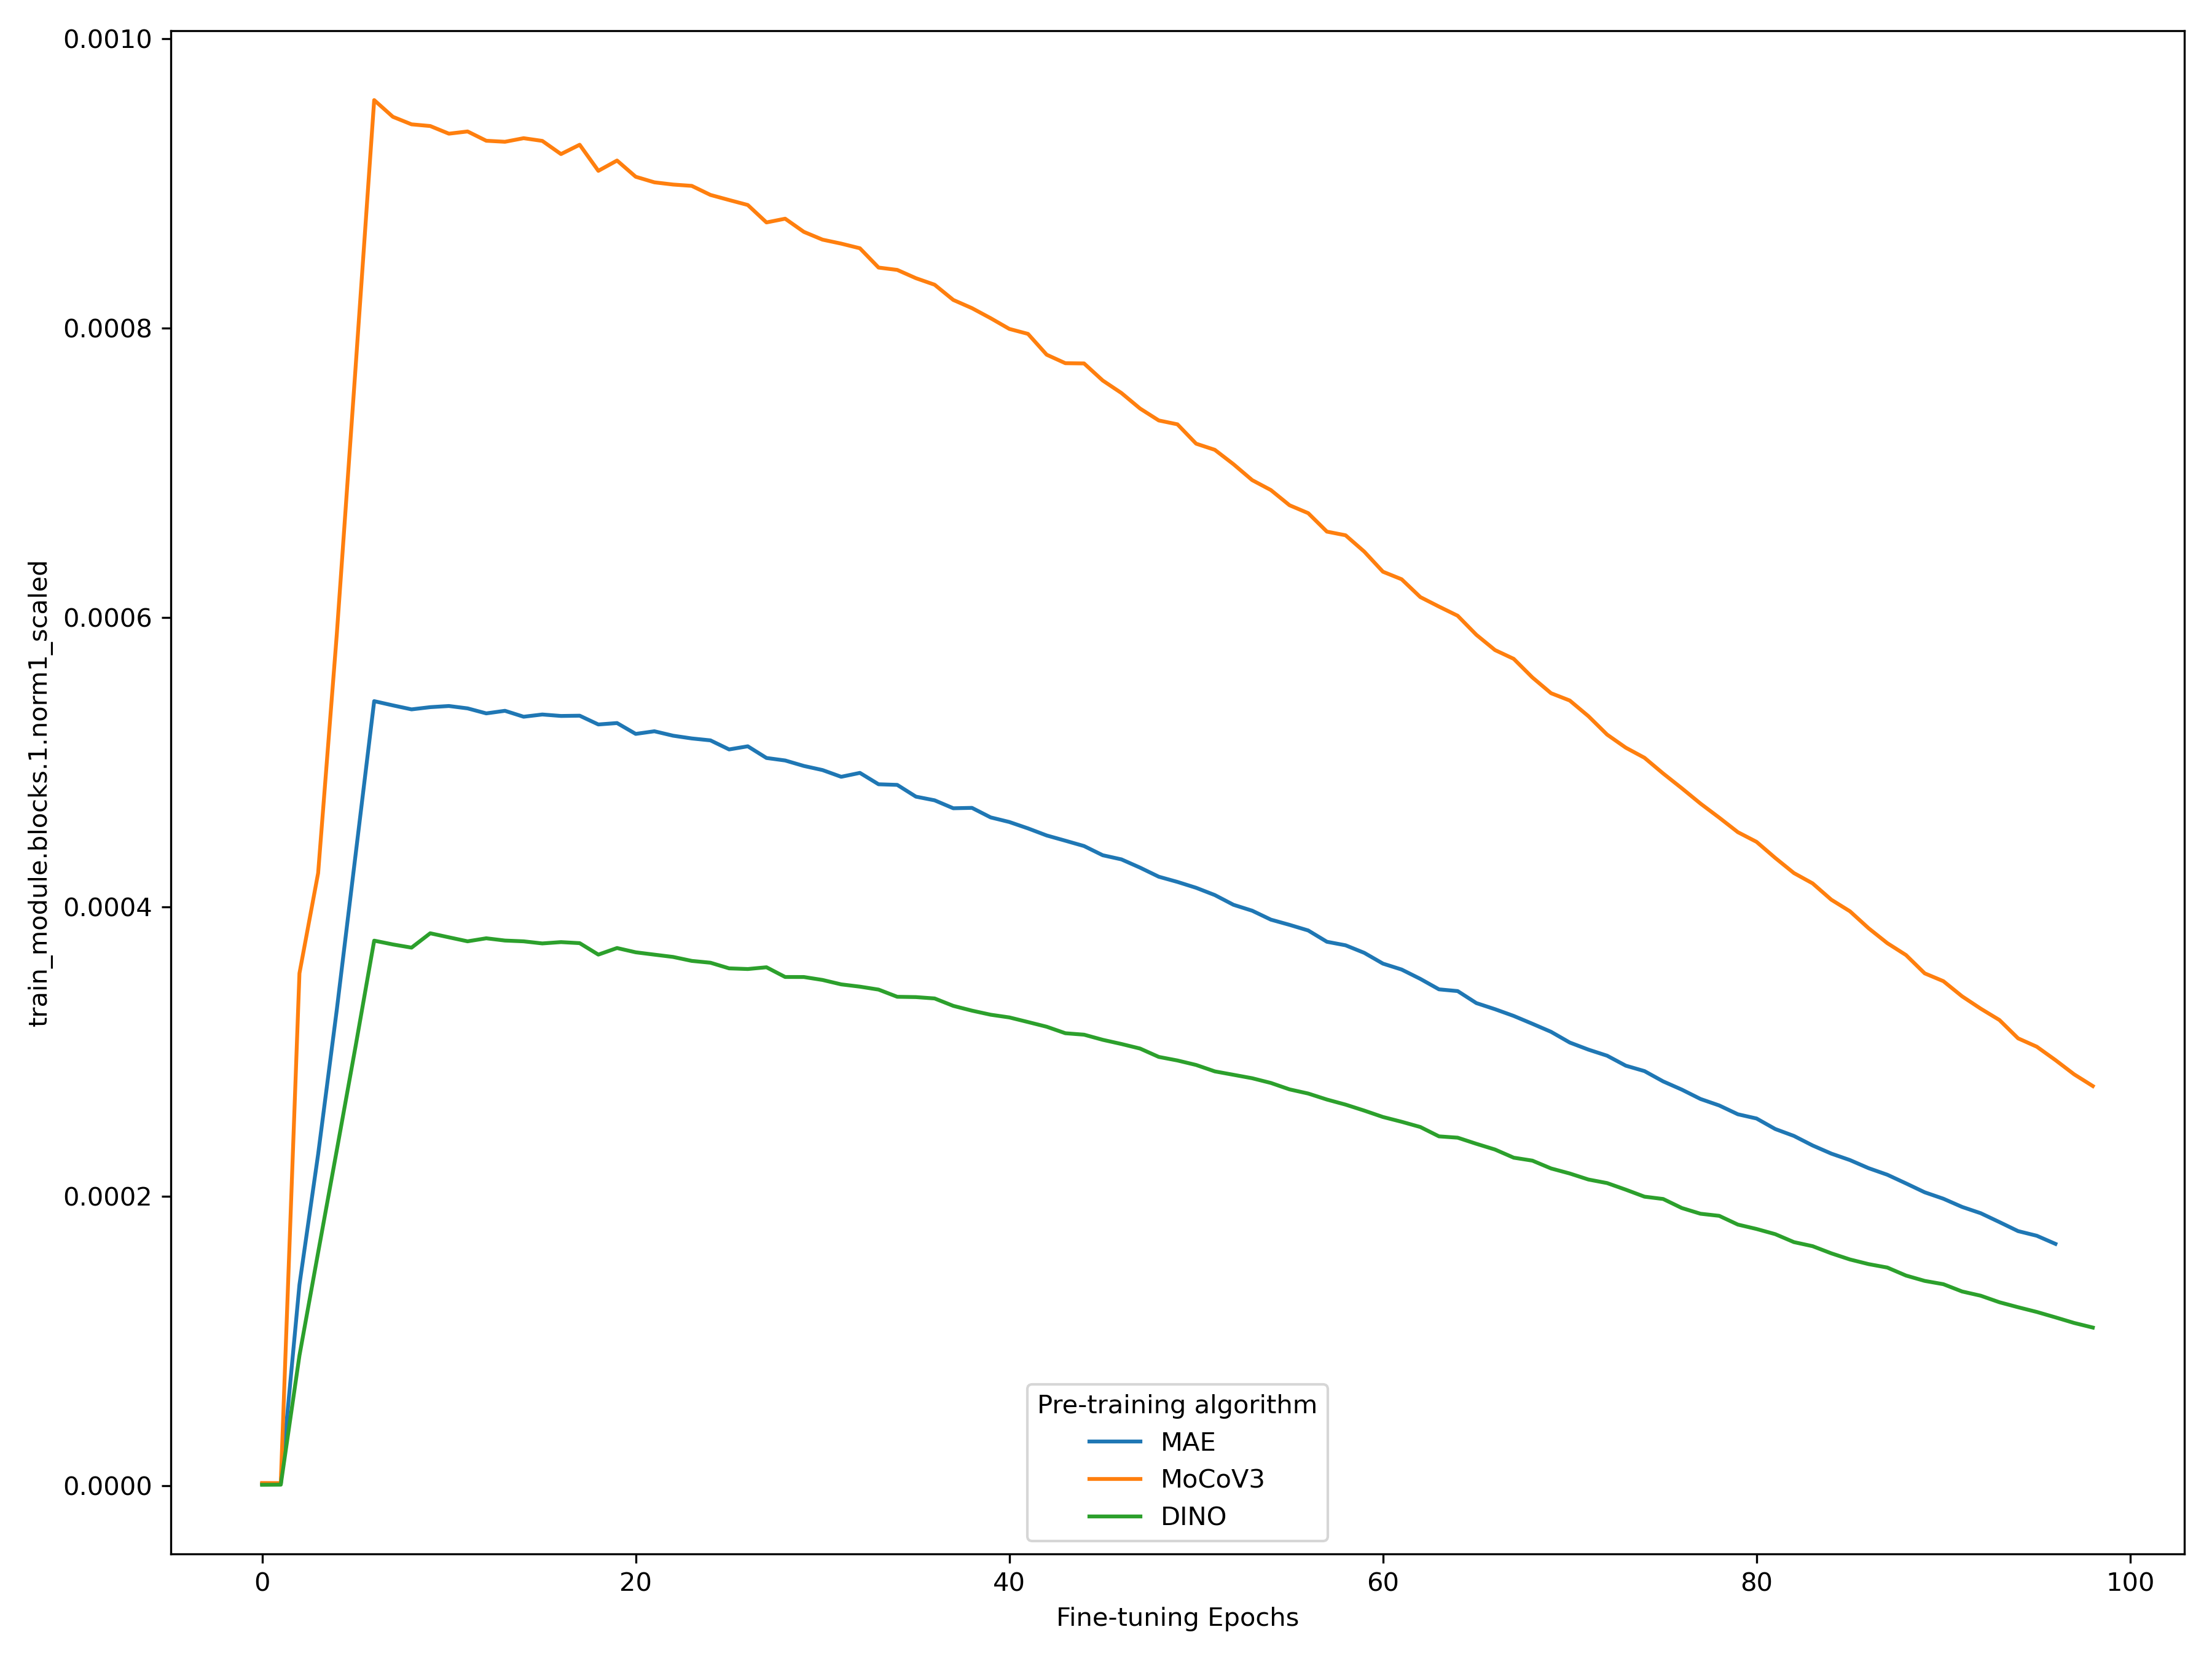 0.0010
0.0008
0.0006
0.0004
0.0002
0.0000
train_module.blocks.1.norm1_scaled
Pre-training algorithm
MAE
MoCoV3
DINO
0 20 40 60 80 100
Fine-tuning Epochs